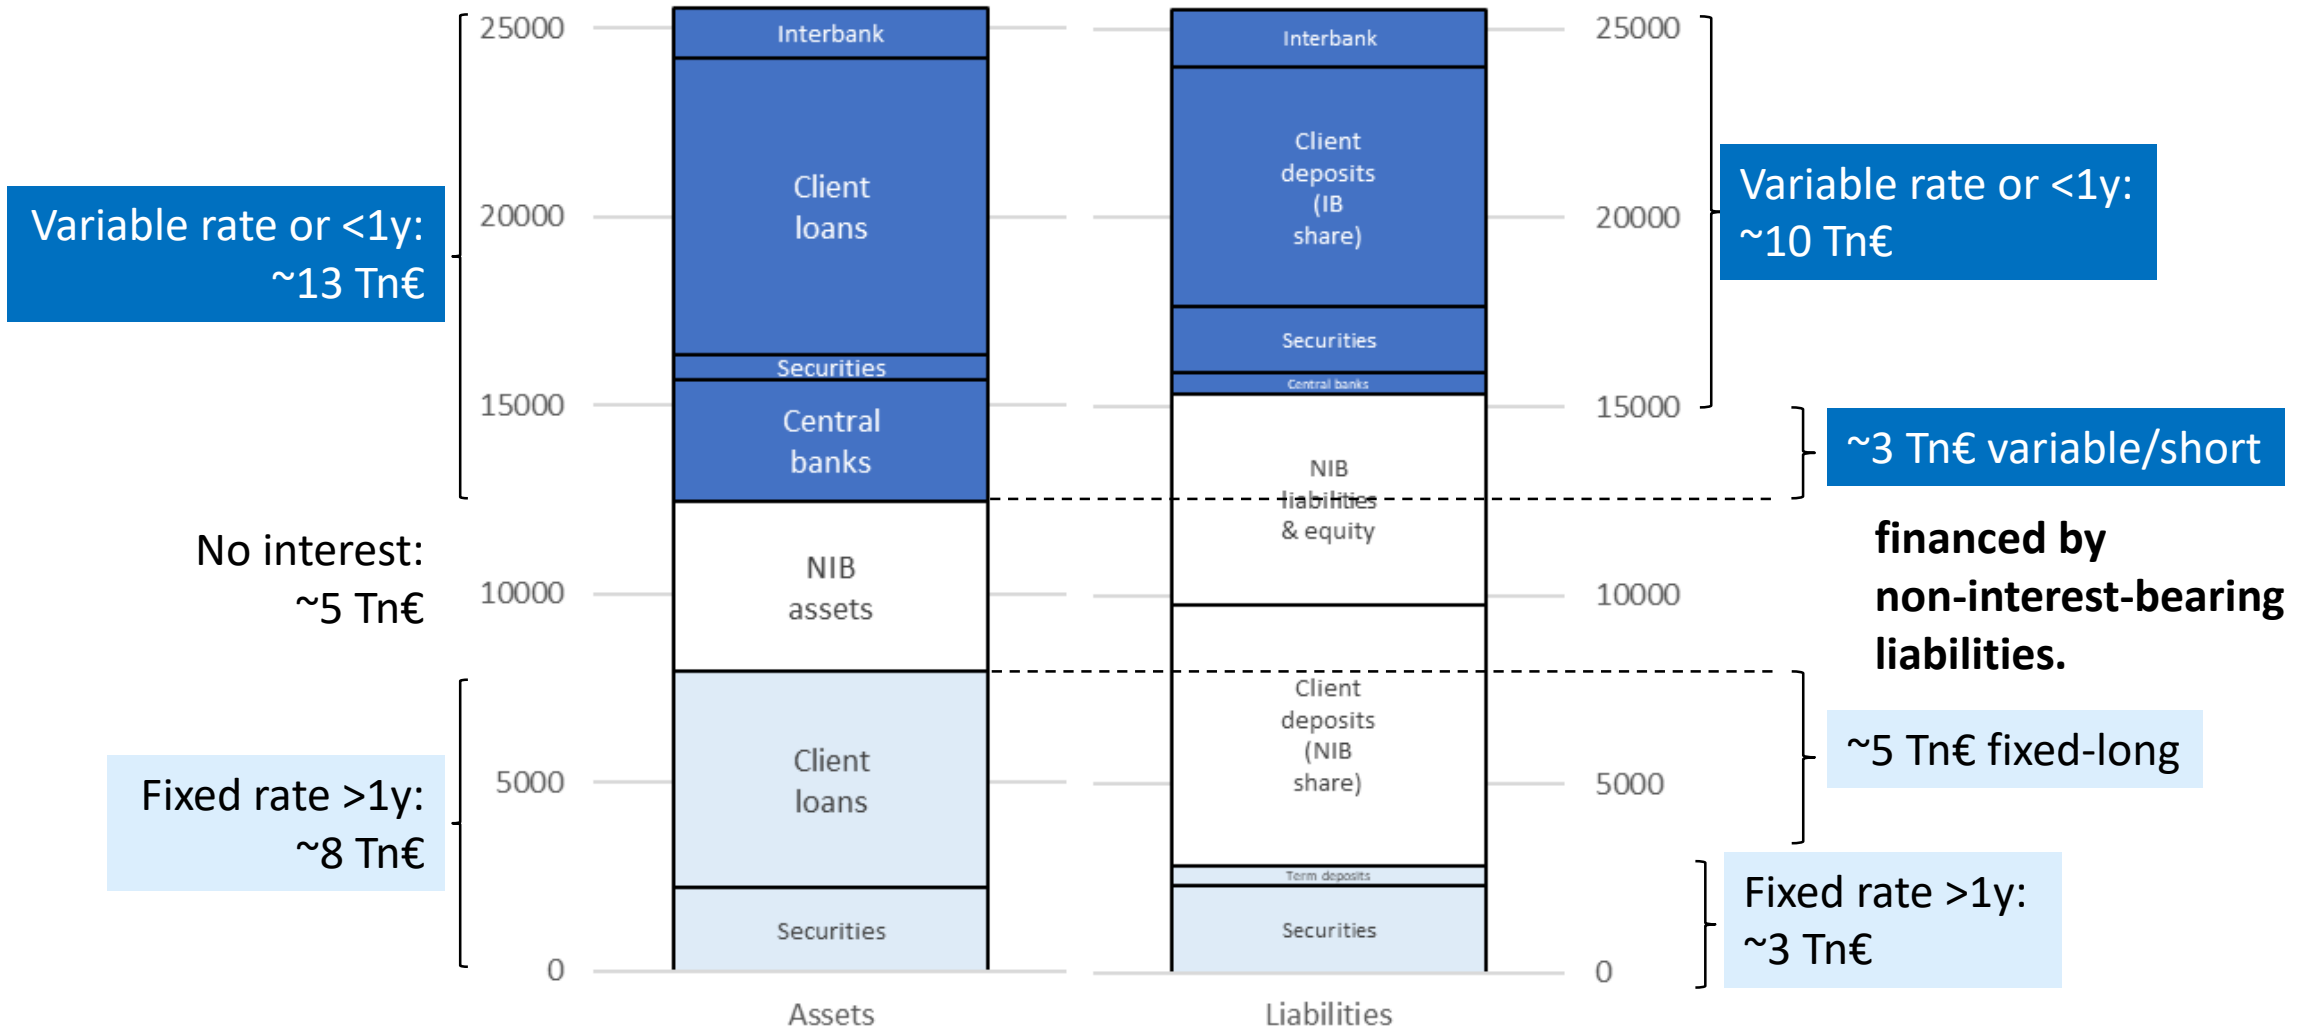 Variable rate or <1y:
~13 Tn€
No interest:
~5 Tn€
Fixed rate >1y:
~8 Tn€
25000
20000
15000
10000
5000
0
Interbank
Client
loans
Securities
Central
banks
NIB
assets
Client
loans
Securities
Assets
Interbank
Client
deposits
(IB
share)
Securities
Central banks
NIB
liabilities
& equity
Client
deposits
(NIB
share)
Term deposits
Securities
Liabilities
25000
20000
15000
10000
5000
0
Variable rate or <1y:
~10 Tn€
~3 Tn€ variable/short
financed by
non-interest-bearing
liabilities.
~5 Tn€ fixed-long
Fixed rate >1y:
~3 Tn€